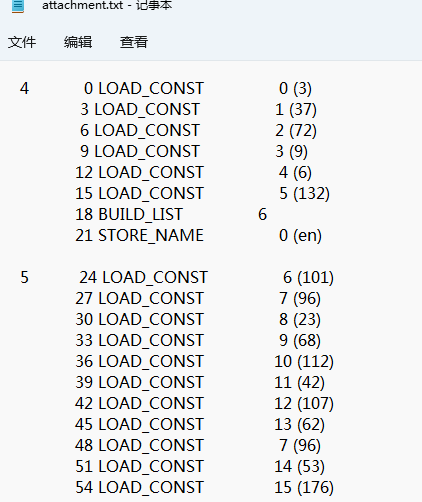 attachment.txt - 记事本
文件 编辑 查看
4 0 LOAD_CONST 0 (3)
3 LOAD_CONST 1 (37)
6 LOAD_CONST 2 (72)
9 LOAD_CONST 3 (9)
12 LOAD_CONST 4 (6)
15 LOAD_CONST 5 (132)
18 BUILD_LIST 6
21 STORE_NAME 0 (en)
5 24 LOAD_CONST 6 (101)
27 LOAD_CONST 7 (96)
30 LOAD_CONST 8 (23)
33 LOAD_CONST 9 (68)
36 LOAD_CONST 10 (112)
39 LOAD_CONST 11 (42)
42 LOAD_CONST 12 (107)
45 LOAD_CONST 13 (62)
48 LOAD_CONST 7 (96)
51 LOAD_CONST 14 (53)
54 LOAD_CONST 15 (176)